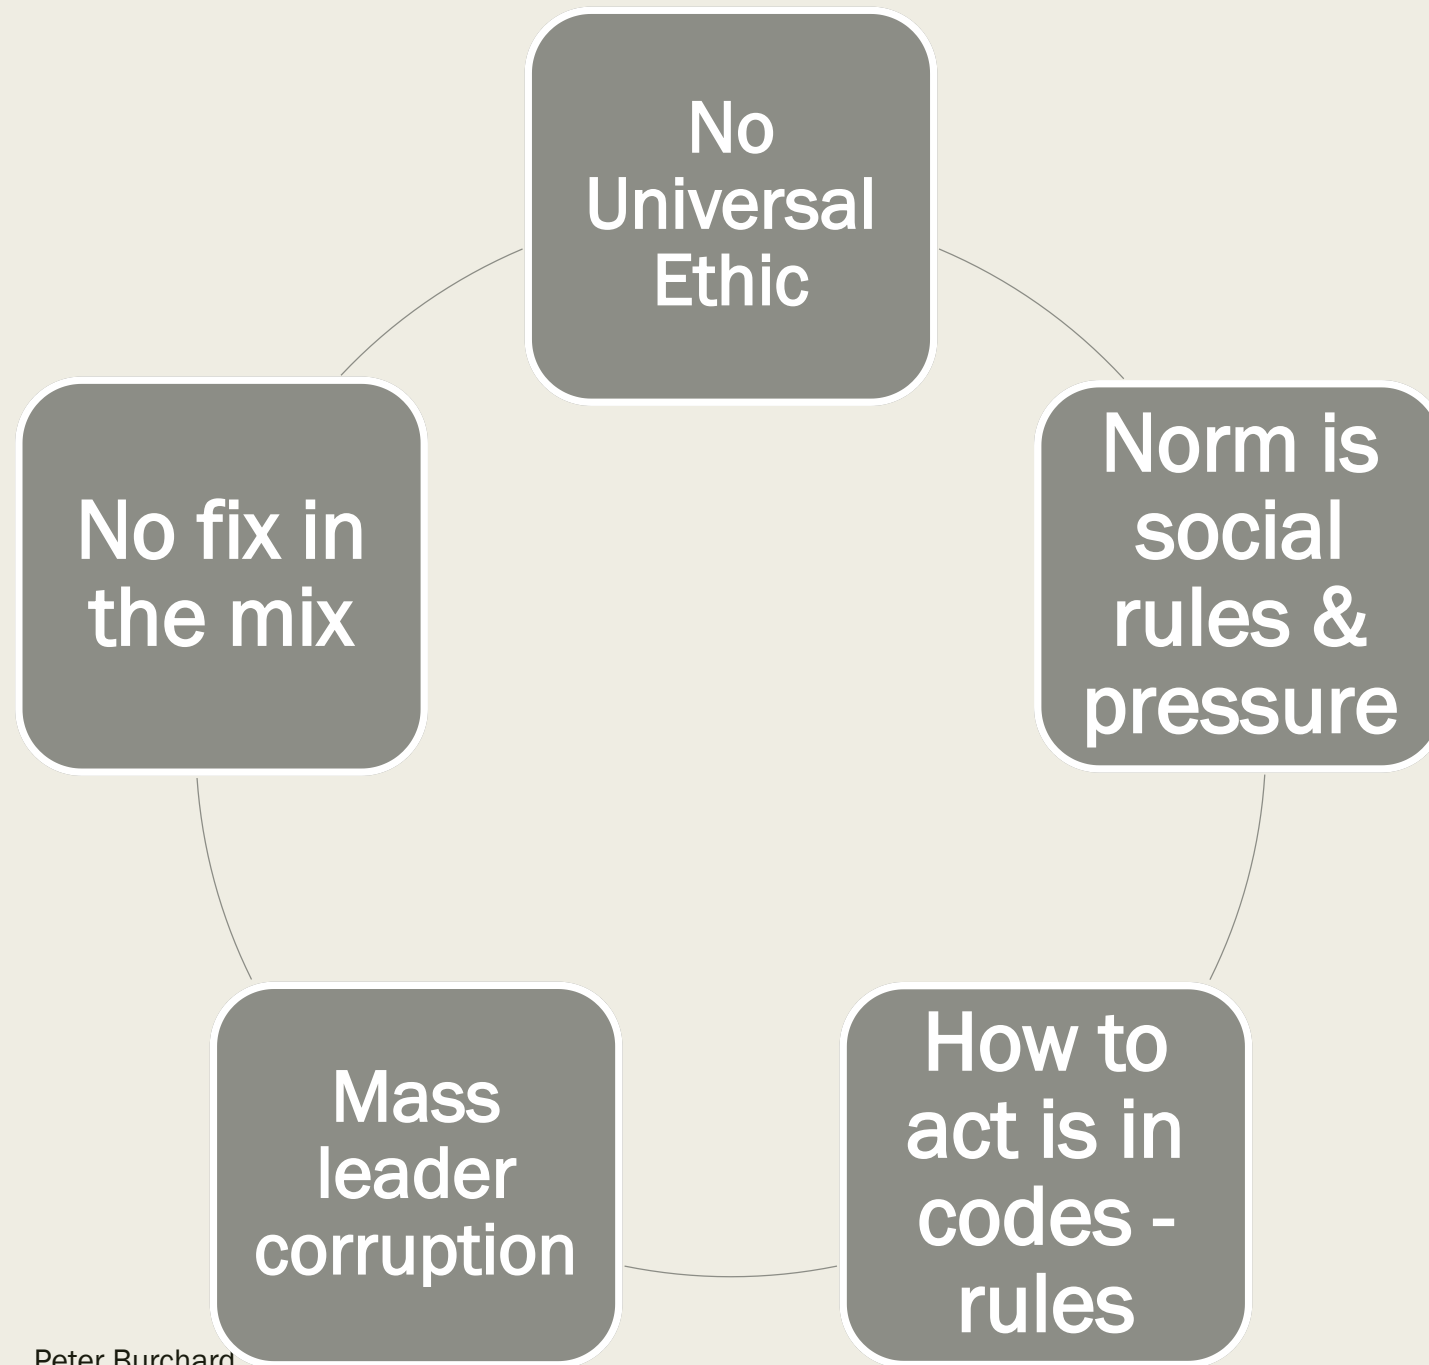 No
Universal
Ethic
Norm is
social
rules &
pressure
How to
act is in
codes -
rules
Mass
leader
corruption
No fix in
the mix
Peter Burchard